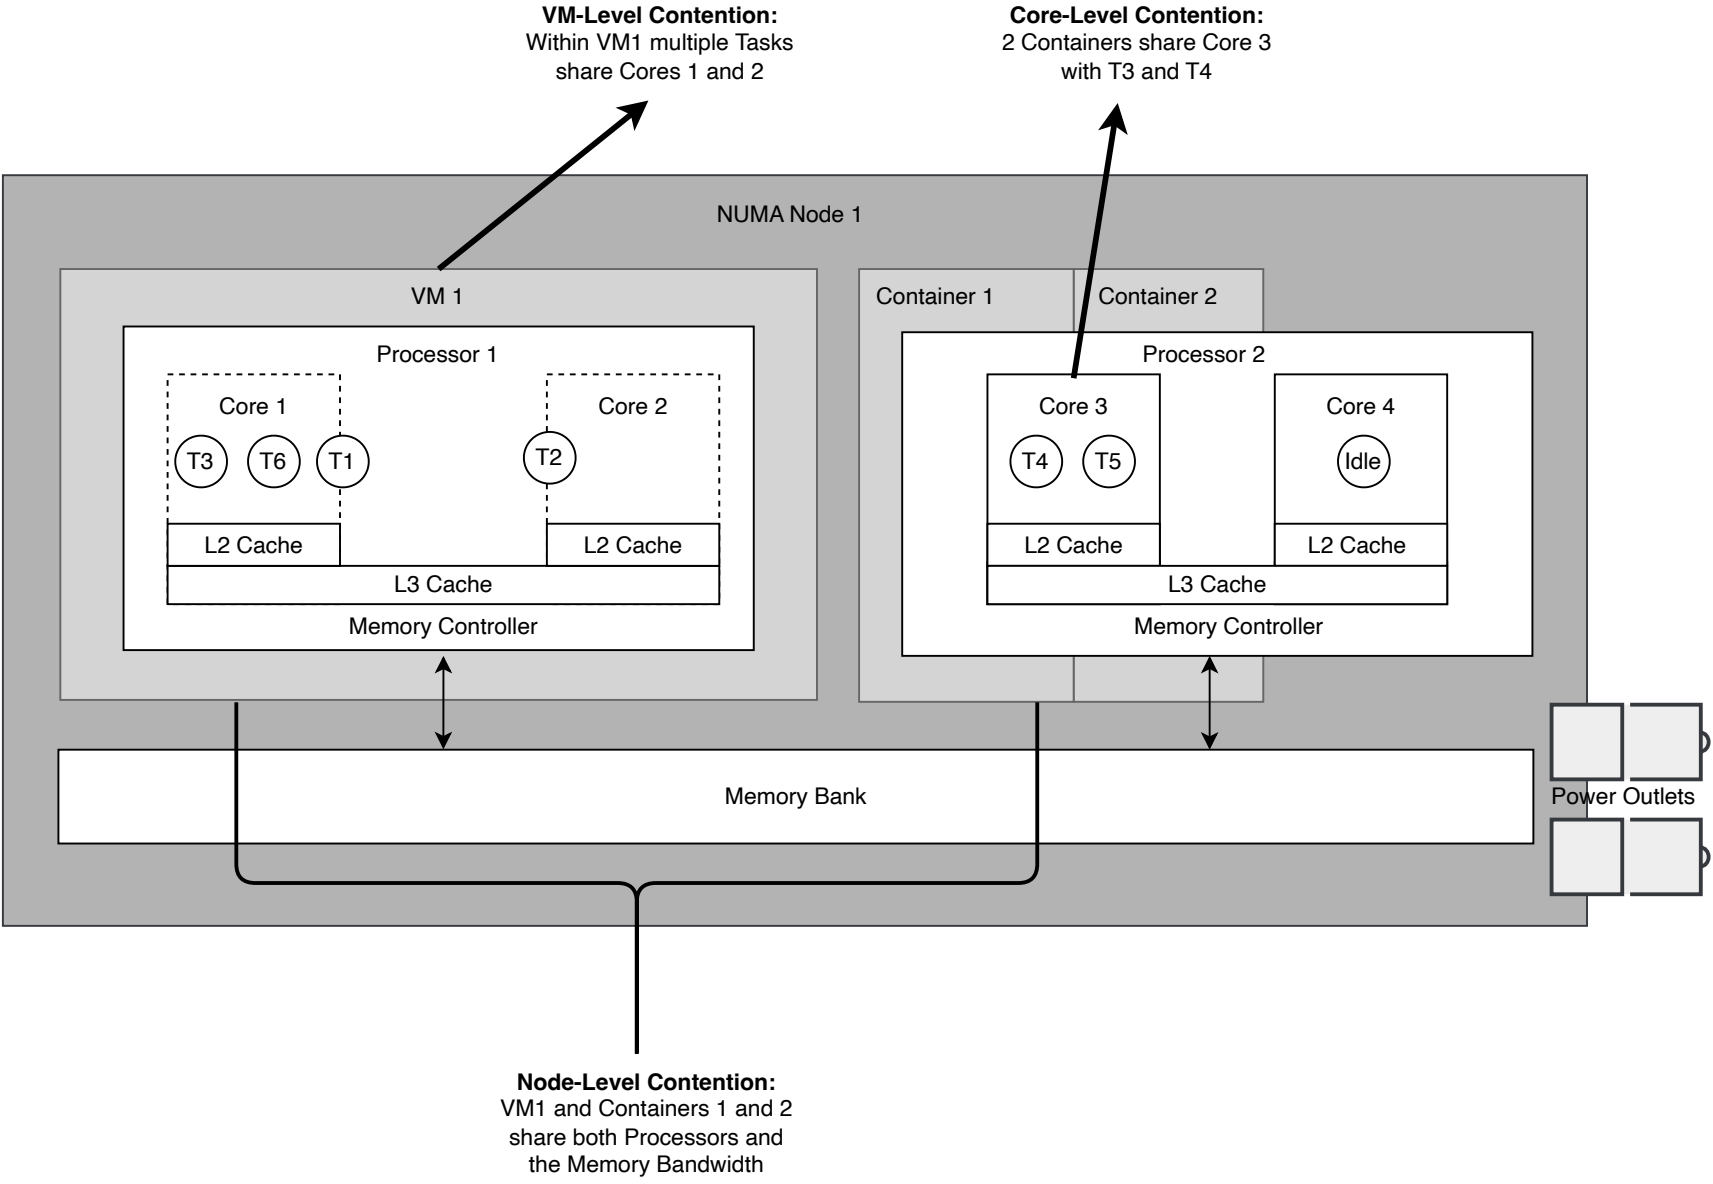 VM-Level Contention:
Within VM1 multiple Tasks
share Cores 1 and 2
Core-Level Contention:
2 Containers share Core 3
with T3 and T4
NUMA Node 1
VM 1
Processor 1
Core 1
T3
T6
T1
L2 Cache
Core 2
T2
L2 Cache
L3 Cache
Memory Controller
Container 1
Container 2
Processor 2
Core 3
T4
T5
L2 Cache
Core 4
Idle
L2 Cache
L3 Cache
Memory Controller
Memory Bank
Power Outlets
Node-Level Contention:
VM1 and Containers 1 and 2
share both Processors and
the Memory Bandwidth